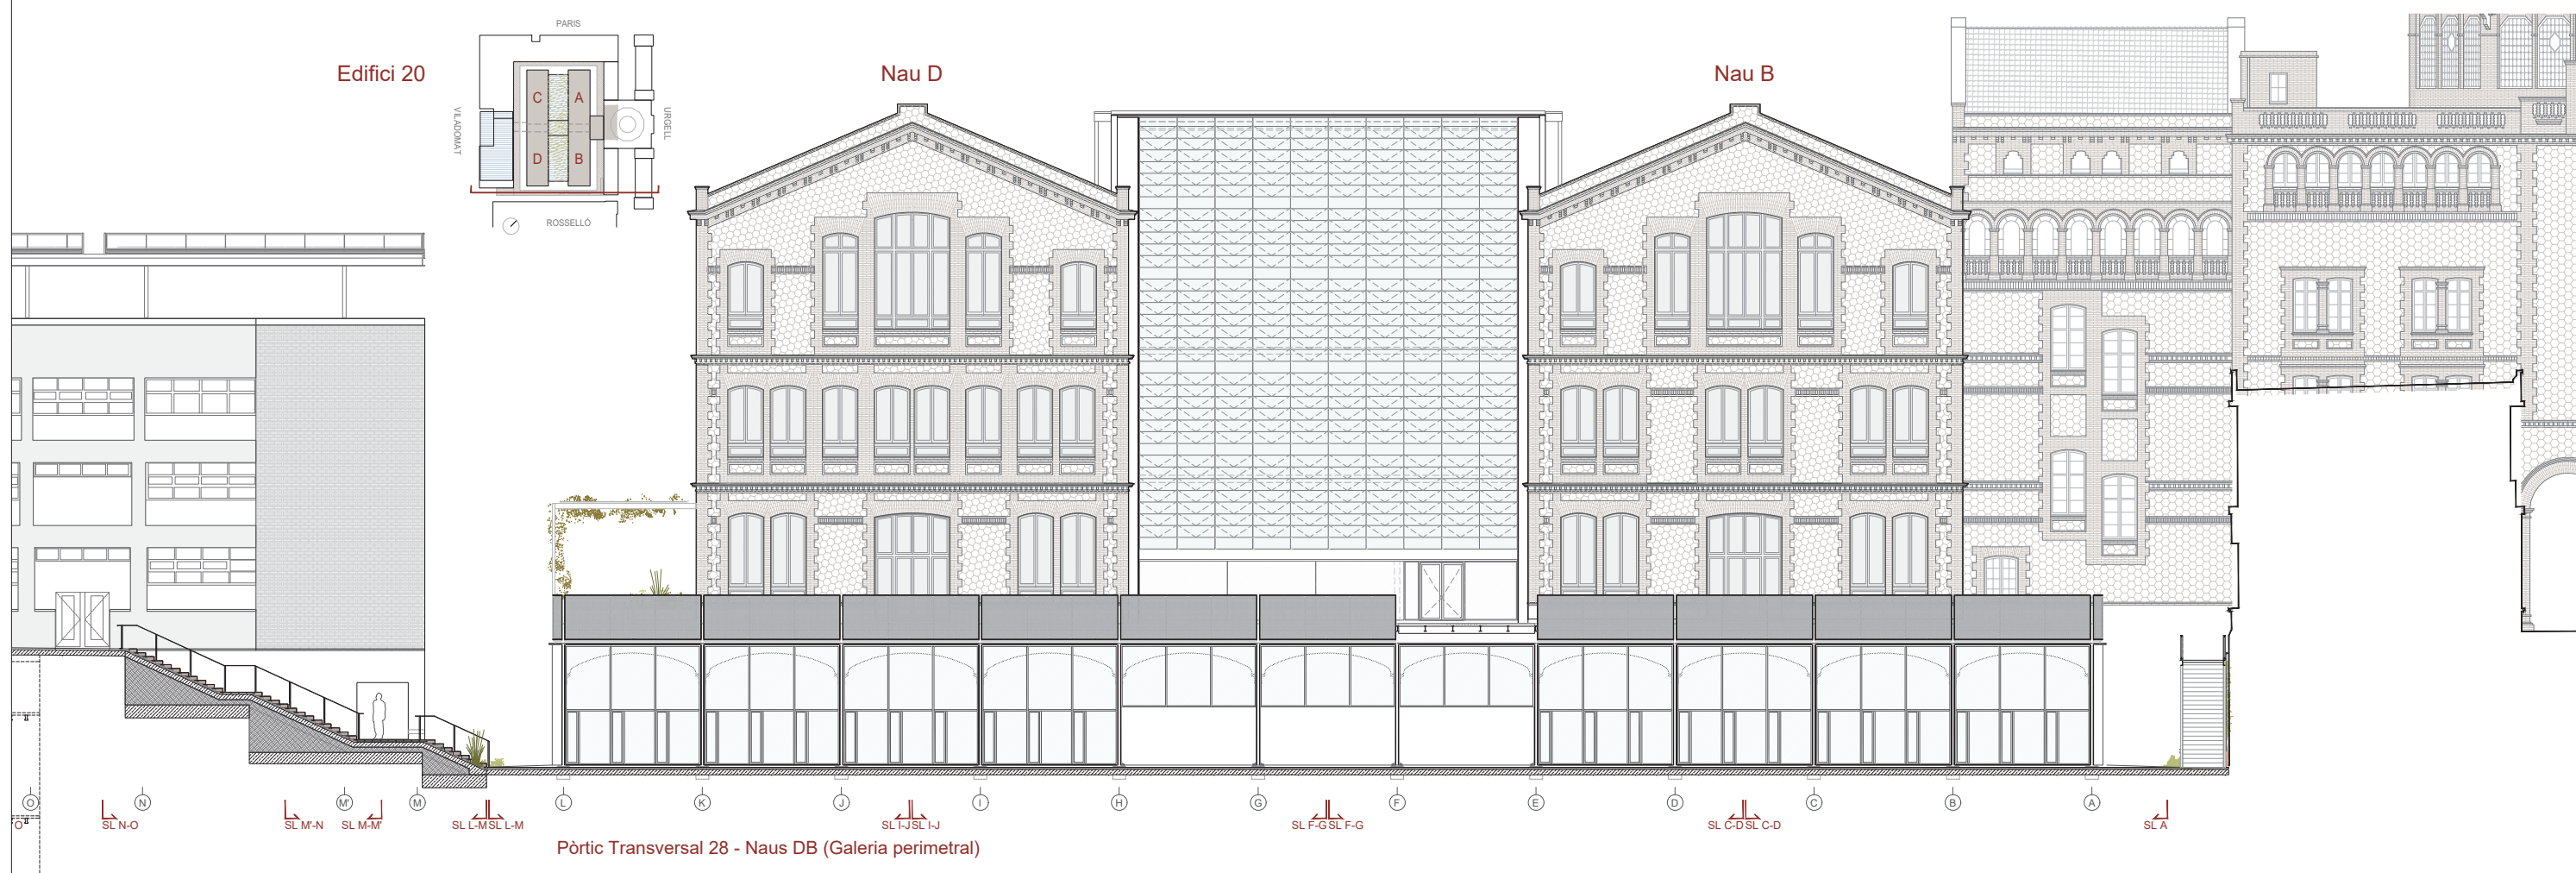 PARIS
Edifici 20
Nau D
Nau B
C A
VILADOMAT
URGELL
D B
ROSSELLÓ
O N M' M L K J I H G F E D C B A
O SL N-O SL M'-N SL M-M' SL L-M SL L-M SL I-J SL I-J SL F-G SL F-G SL C-D SL C-D SL A
Pòrtic Transversal 28 - Naus DB (Galeria perimetral)